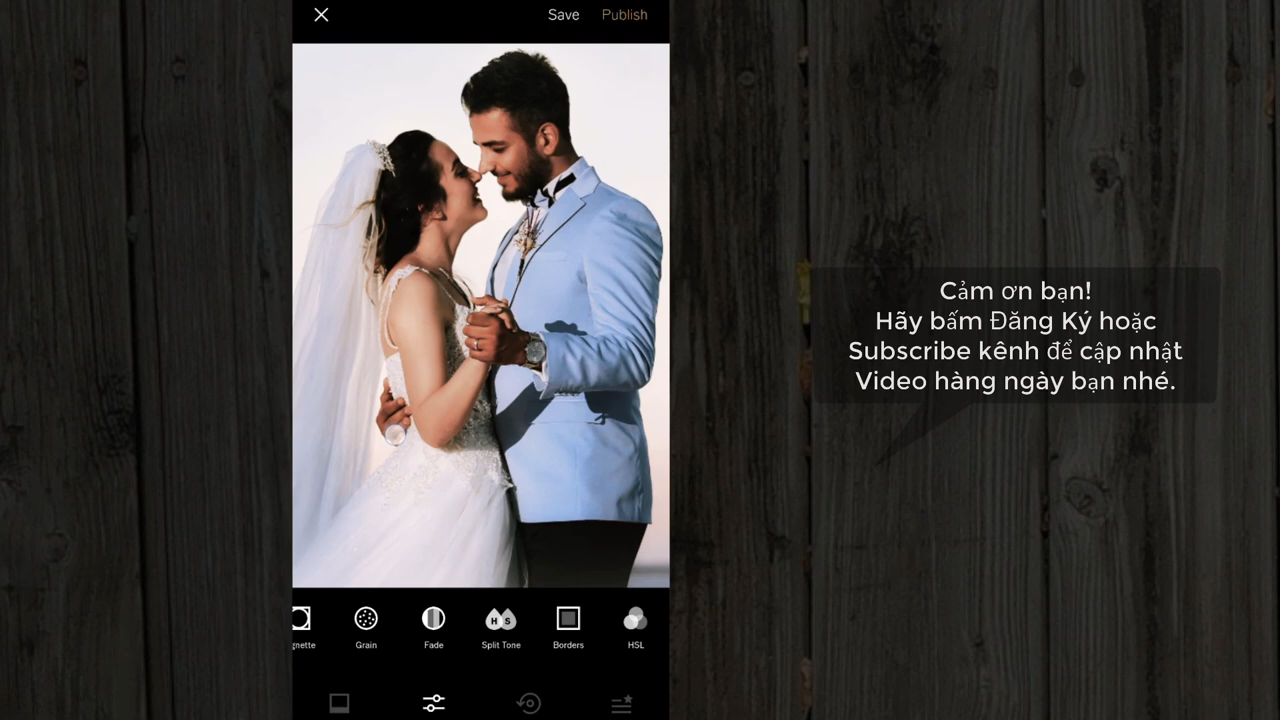 Save Publish
Cảm ơn bạn!
Hãy bấm Đăng Ký hoặc
Subscribe kênh để cập nhật
Video hàng ngày bạn nhé.
gnette Grain Fade Split Tone Borders HSL
H S